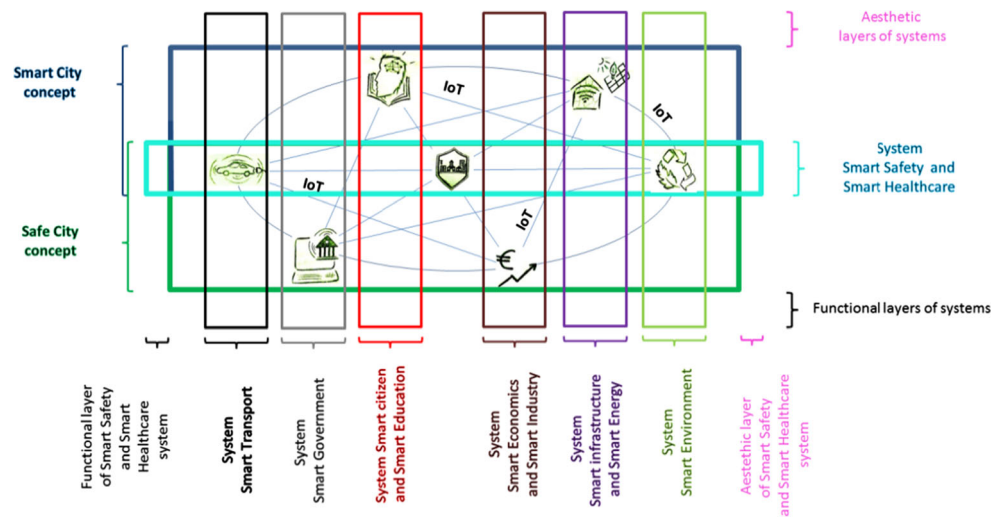 Aesthetic
layers of systems
Smart City
concept
IoT
IoT
System
Smart Safety and
Smart Healthcare
IoT
Safe City
concept
IoT
€
Functional layers of systems
Functional layer
of Smart Safety
and Smart
Healthcare
system
System
Smart Transport
System
Smart Government
System Smart citizen
and Smart Education
System
Smart Economics
and Smart Industry
System
Smart infrastructure
and Smart Energy
System
Smart Environment
Aestethic layer
of Smart Safety
and Smart Healthcare
system